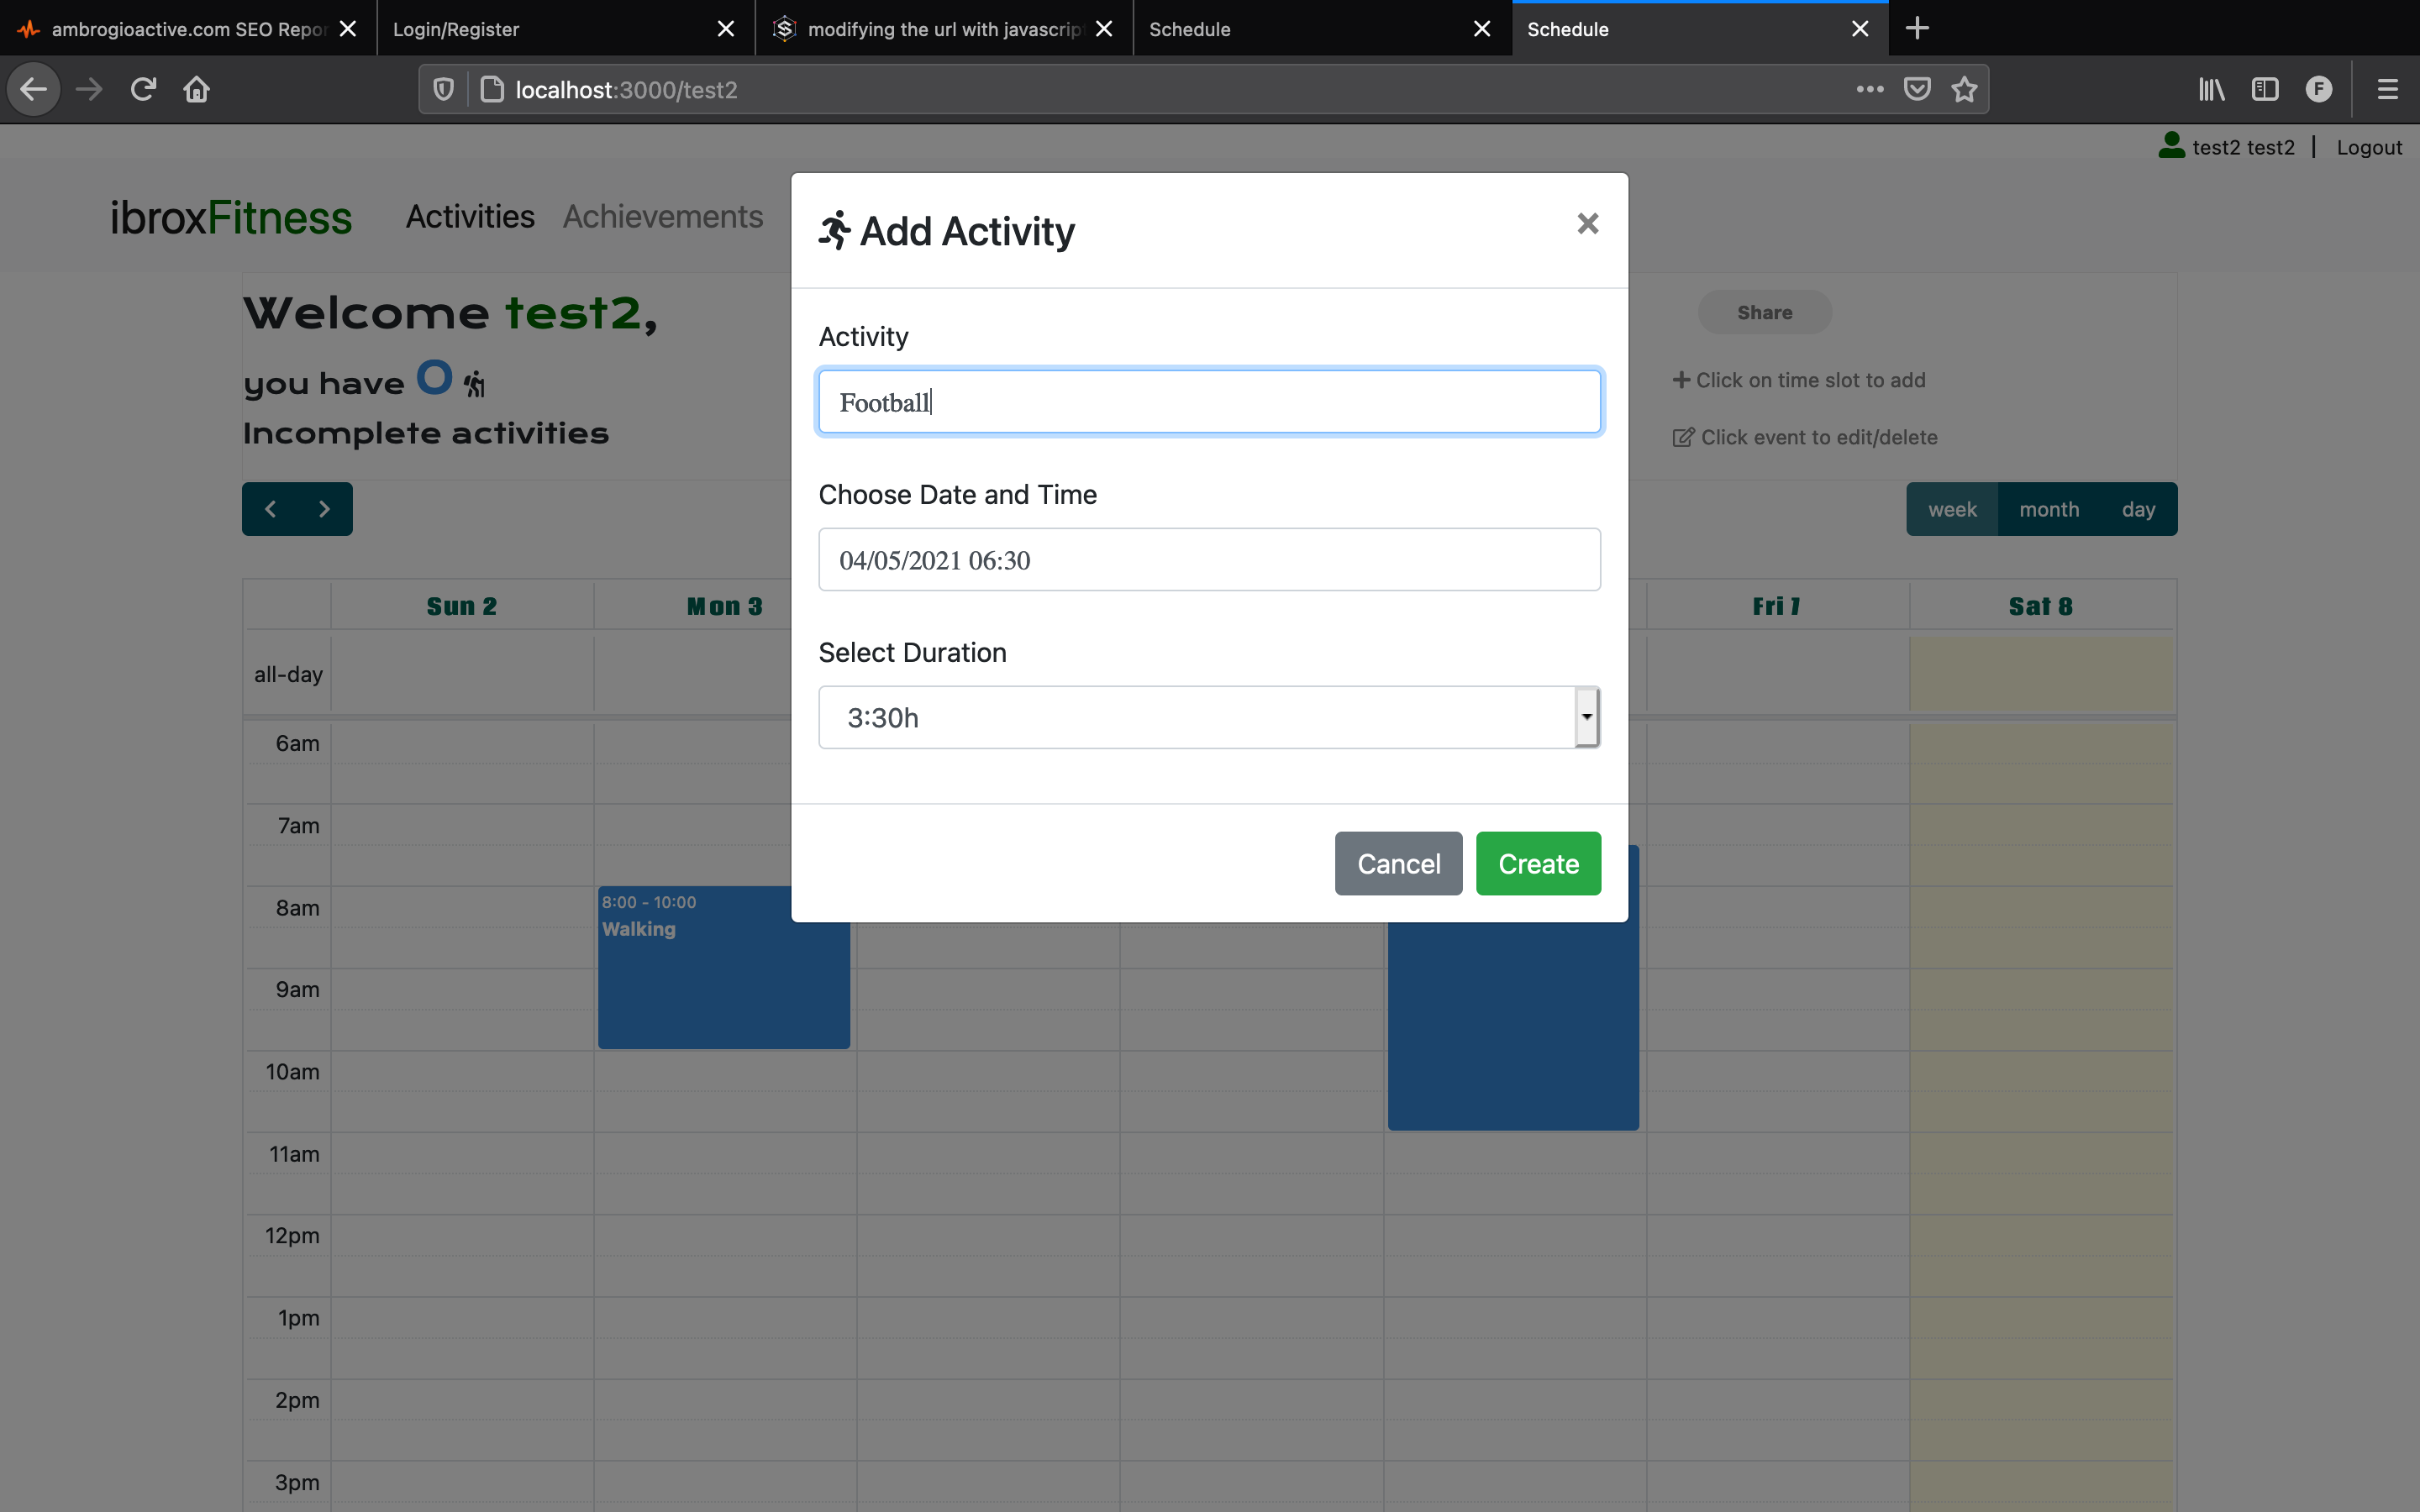 ambrogioactive.com SEO Repor
Login/Register
modifying the url with javascrip
Schedule
Schedule
localhost:3000/test2
F
test2 test2 | Logout
ibroxFitness
Activities
Achievements
Add Activity
Welcome test2,
you have 0
Incomplete activities
Share
Click on time slot to add
Click event to edit/delete
Activity
Football
Choose Date and Time
04/05/2021 06:30
Select Duration
3:30h
Cancel
Create
week
month
day
Sun 2
Mon 3
Fri 7
Sat 8
all-day
6am
7am
8am
9am
10am
11am
12pm
1pm
2pm
3pm
8:00 - 10:00
Walking